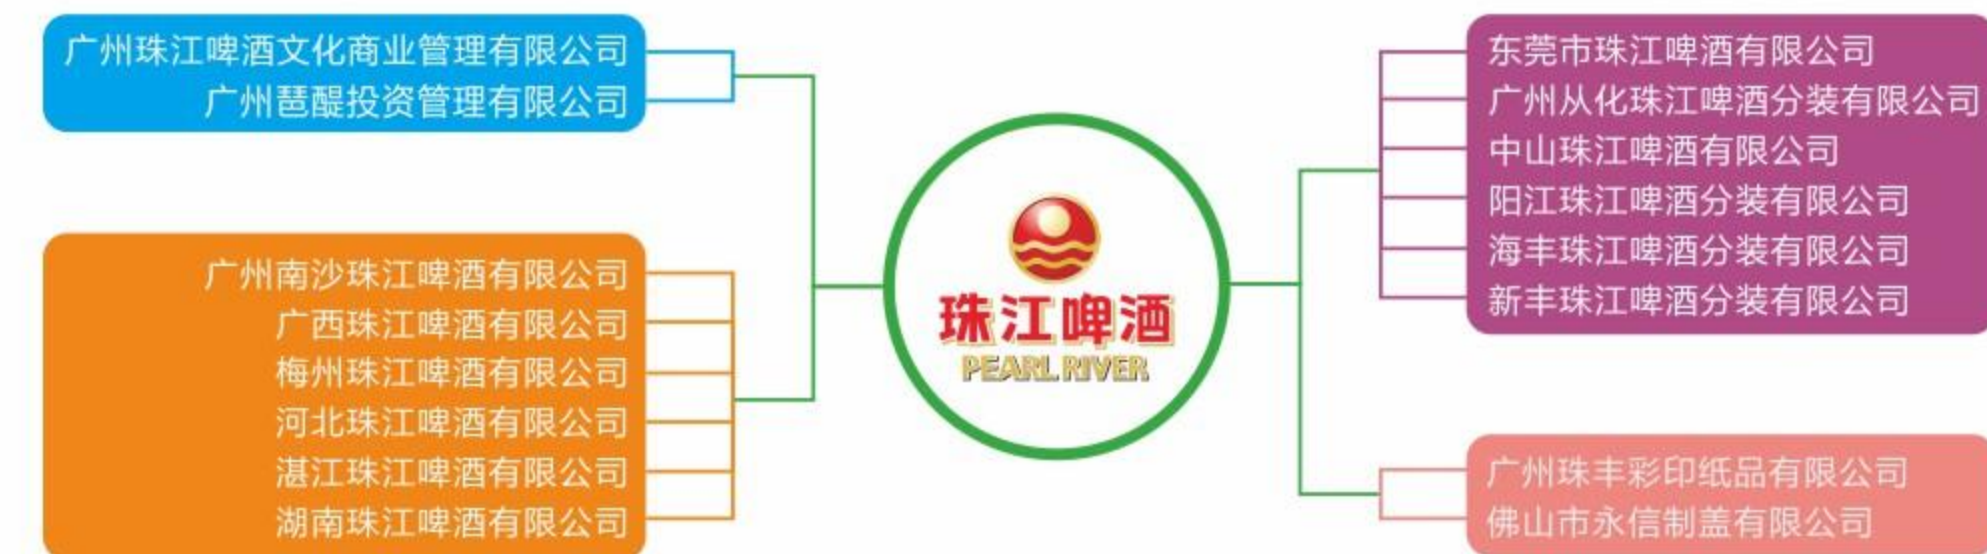 广州珠江啤酒文化商业管理有限公司
广州琶醍投资管理有限公司
广州南沙珠江啤酒有限公司
广西珠江啤酒有限公司
梅州珠江啤酒有限公司
河北珠江啤酒有限公司
湛江珠江啤酒有限公司
湖南珠江啤酒有限公司
珠江啤酒
PEARL RIVER
东莞市珠江啤酒有限公司
广州从化珠江啤酒分装有限公司
中山珠江啤酒有限公司
阳江珠江啤酒分装有限公司
海丰珠江啤酒分装有限公司
新丰珠江啤酒分装有限公司
广州珠丰彩印纸品有限公司
佛山市永信制盖有限公司